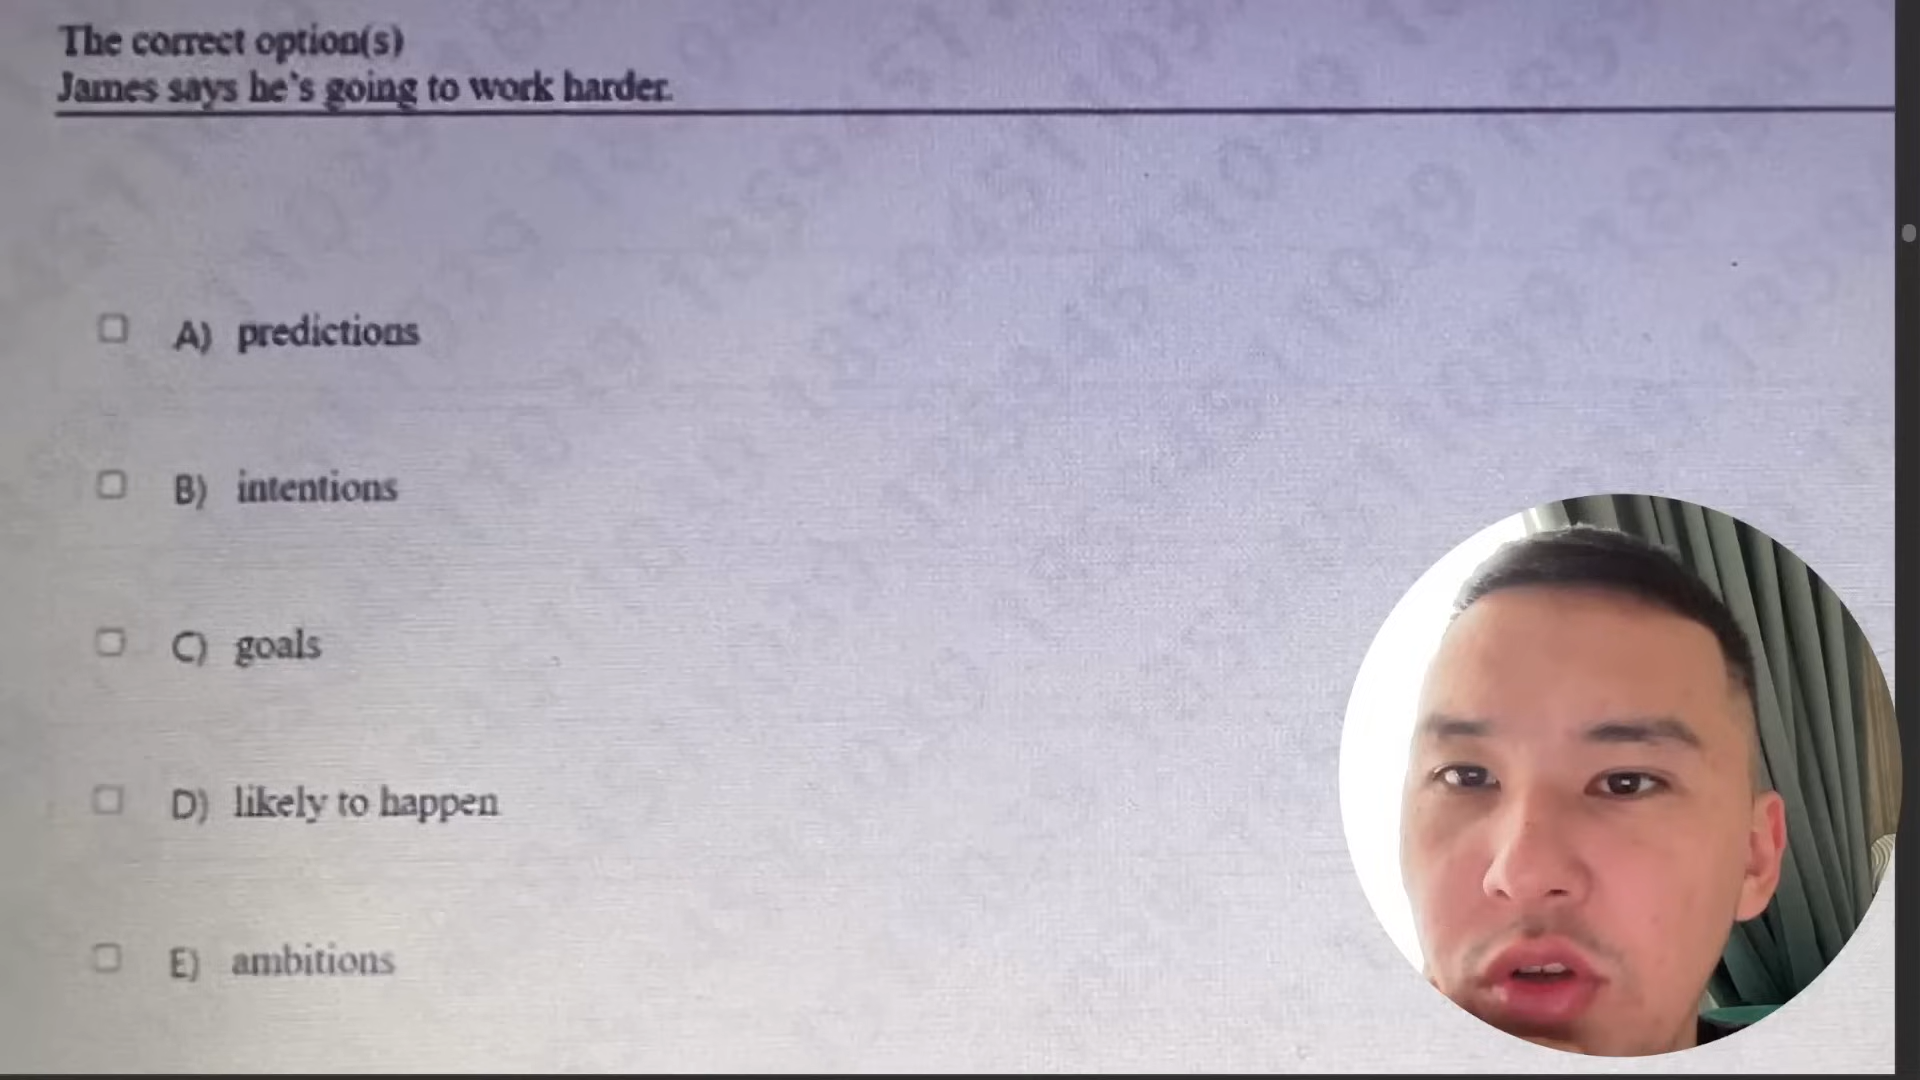 The correct option(s)
James says he's going to work harder.
A) predictions
B) intentions
C) goals
D) likely to happen
E) ambitions